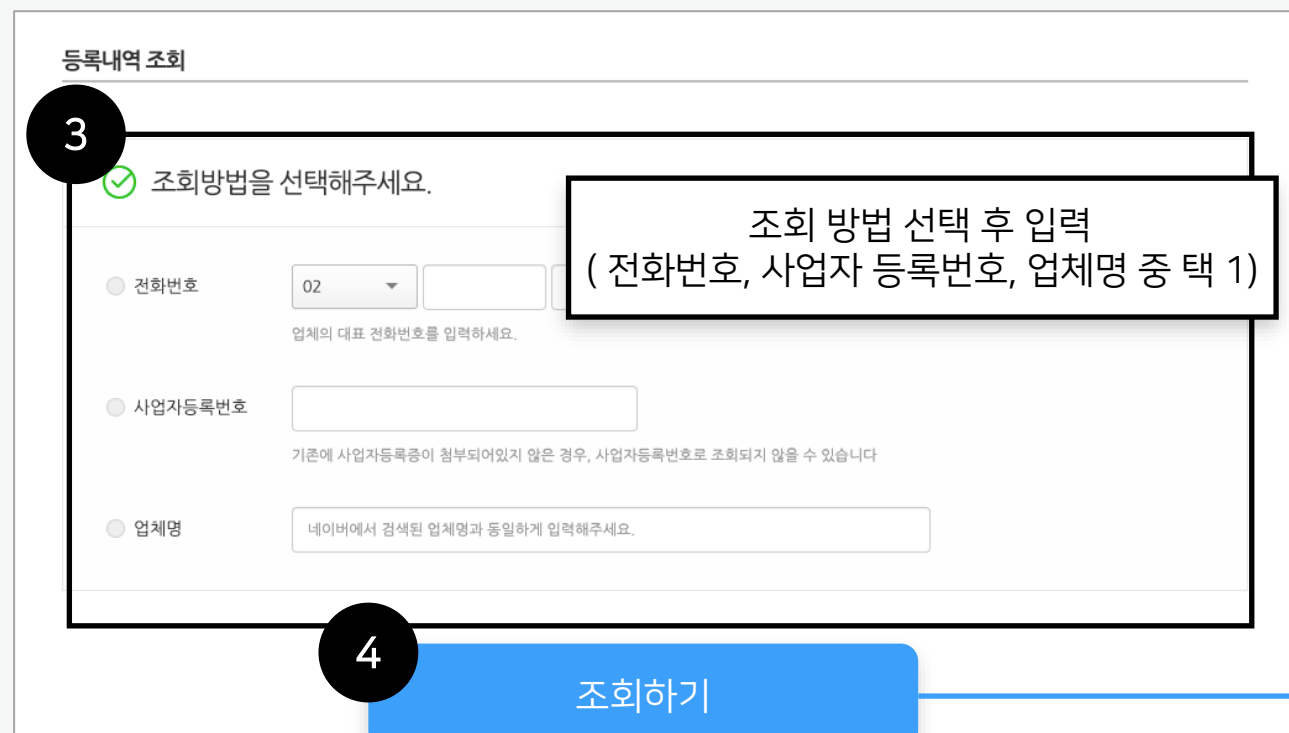 등록내역 조회
3
조회방법을 선택해주세요.
조회 방법 선택 후 입력
( 전화번호, 사업자 등록번호, 업체명 중 택 1)
전화번호
02
업체의 대표 전화번호를 입력하세요.
사업자등록번호
기존에 사업자등록증이 첨부되어있지 않은 경우, 사업자등록번호로 조회되지 않을 수 있습니다
업체명
네이버에서 검색된 업체명과 동일하게 입력해주세요.
4
조회하기